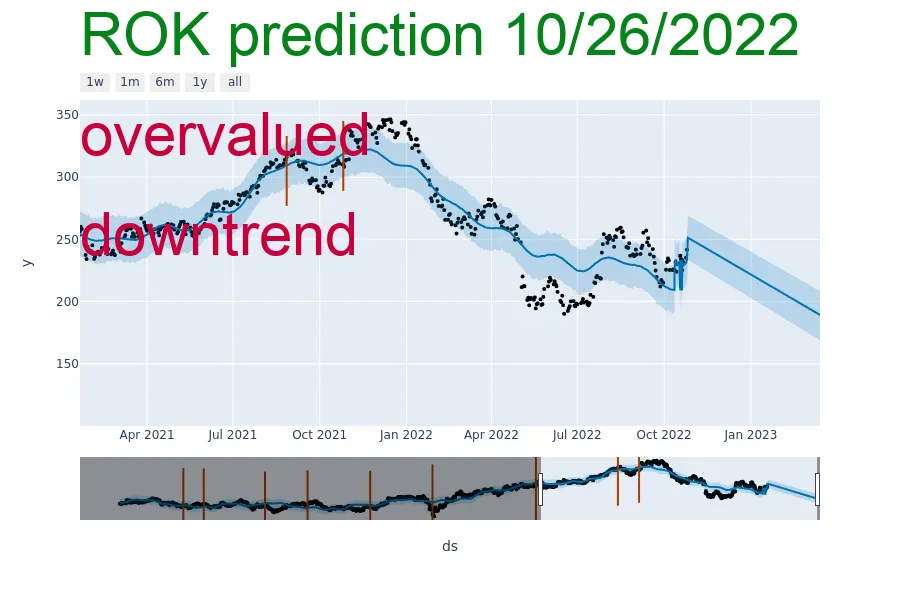 ROK prediction 10/26/2022
1w 1m 6m 1y all
overvalued
downtrend
350
300
250
200
150
y
Apr 2021 Jul 2021 Oct 2021 Jan 2022 Apr 2022 Jul 2022 Oct 2022 Jan 2023
ds